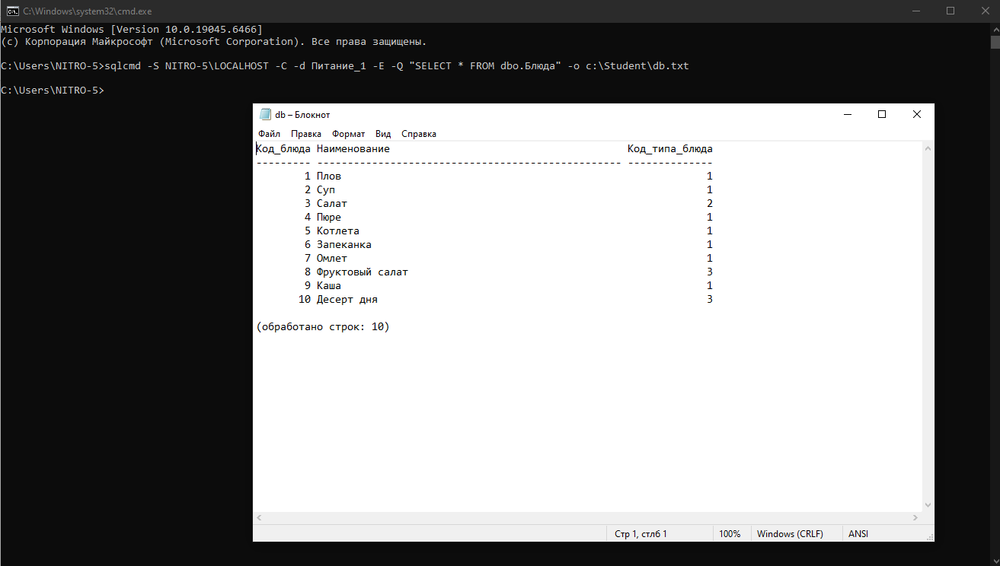 C:\Windows\system32\cmd.exe
Microsoft Windows [Version 10.0.19045.6466]
(c) Корпорация Майкрософт (Microsoft Corporation). Все права защищены.
C:\Users\NITRO-5>sqlcmd -S NITRO-5\LOCALHOST -C -d Питание_1 -E -Q "SELECT * FROM dbo.Блюда" -o c:\Student\db.txt
C:\Users\NITRO-5>
db – Блокнот
Файл Правка Формат Вид Справка
Код_блюда Наименование Код_типа_блюда
--------- -------------------------------------------------- --------------
1 Плов 1
2 Суп 1
3 Салат 2
4 Пюре 1
5 Котлета 1
6 Запеканка 1
7 Омлет 1
8 Фруктовый салат 3
9 Каша 1
10 Десерт дня 3
(обработано строк: 10)
Стр 1, стлб 1 100% Windows (CRLF) ANSI